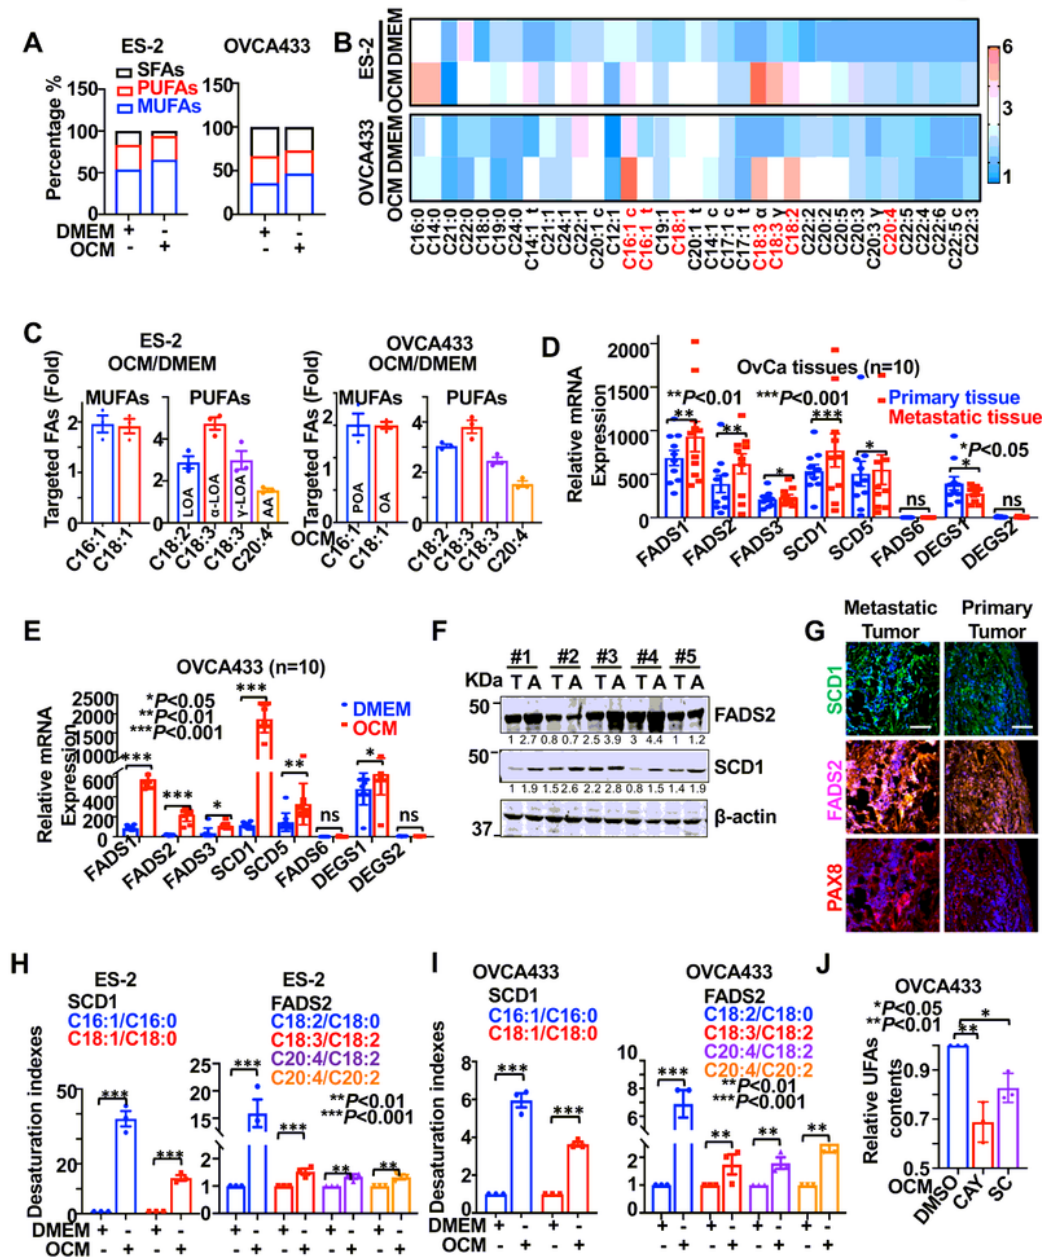 A
ES-2
OVCA433
SFAs
PUFAs
MUFAs
Percentage %
150
100
50
0
150
100
50
0
DMEM + - + -
OCM - + - +
B
ES-2
OCM DMEM
OVCA433
OCM DMEM
6
3
1
C16:0
C14:0
C21:0
C22:0
C18:0
C19:0
C24:0
C14:1 t
C21:1
C24:1
C22:1
C20:1 c
C12:1
C16:1 c
C16:1 t
C19:1
C18:1
C20:1 t
C14:1 c
C17:1 c
C17:1 t
C18:3 α
C18:3 γ
C18:2
C22:2
C20:2
C20:5
C20:3
C20:3 γ
C20:4
C22:5
C22:4
C22:6
C22:5 c
C22:3
C
ES-2
OCM/DMEM
OVCA433
OCM/DMEM
MUFAs
PUFAs
MUFAs
PUFAs
Targeted FAs (Fold)
2
1
0
6
4
2
0
LOA
α-LOA
γ-LOA
AA
C16:1
C18:1
C18:2
C18:3
C18:3
C20:4
Targeted FAs (Fold)
2
1
0
POA
OA
4
2
0
OCM
C16:1
C18:1
C18:2
C18:3
C18:3
C20:4
D
OvCa tissues (n=10)
**P<0.01
***P<0.001
*P<0.05
Primary tissue
Metastatic tissue
Relative mRNA
Expression
2000
1500
1000
500
0
**
**
*
***
*
ns
*
ns
FADS1
FADS2
FADS3
SCD1
SCD5
FADS6
DEGS1
DEGS2
E
OVCA433 (n=10)
*P<0.05
**P<0.01
***P<0.001
DMEM
OCM
Relative mRNA
Expression
2500
2000
1500
1000
600
400
200
0
***
***
*
***
**
ns
*
ns
FADS1
FADS2
FADS3
SCD1
SCD5
FADS6
DEGS1
DEGS2
F
#1 #2 #3 #4 #5
KDa T A T A T A T A T A
50
FADS2
1 2.7 0.8 0.7 2.5 3.9 3 4.4 1 1.2
50
SCD1
1 1.9 1.5 2.6 2.2 2.8 0.8 1.5 1.4 1.9
β-actin
37
G
Metastatic
Tumor
Primary
Tumor
SCD1
FADS2
PAX8
H
ES-2
SCD1
C16:1/C16:0
C18:1/C18:0
Desaturation indexes
50
20
0
***
***
ES-2
FADS2
C18:2/C18:0
C18:3/C18:2
C20:4/C18:2
C20:4/C20:2
**P<0.01
***P<0.001
25
20
15
10
5
2
1
0
***
***
**
**
DMEM + - + - + - + - + - + -
OCM - + - + - + - + - + - +
I
OVCA433
SCD1
C16:1/C16:0
C18:1/C18:0
Desaturation indexes
8
6
4
2
0
***
***
OVCA433
FADS2
C18:2/C18:0
C18:3/C18:2
C20:4/C18:2
C20:4/C20:2
**P<0.01
***P<0.001
10
8
6
4
2
1
0
***
**
**
**
DMEM + - + - + - + - + - + -
OCM - + - + - + - + - + - +
J
OVCA433
*P<0.05
**P<0.01
**
*
Relative UFAs
contents
1.0
0.5
OCM
DMSO
CAY
SC